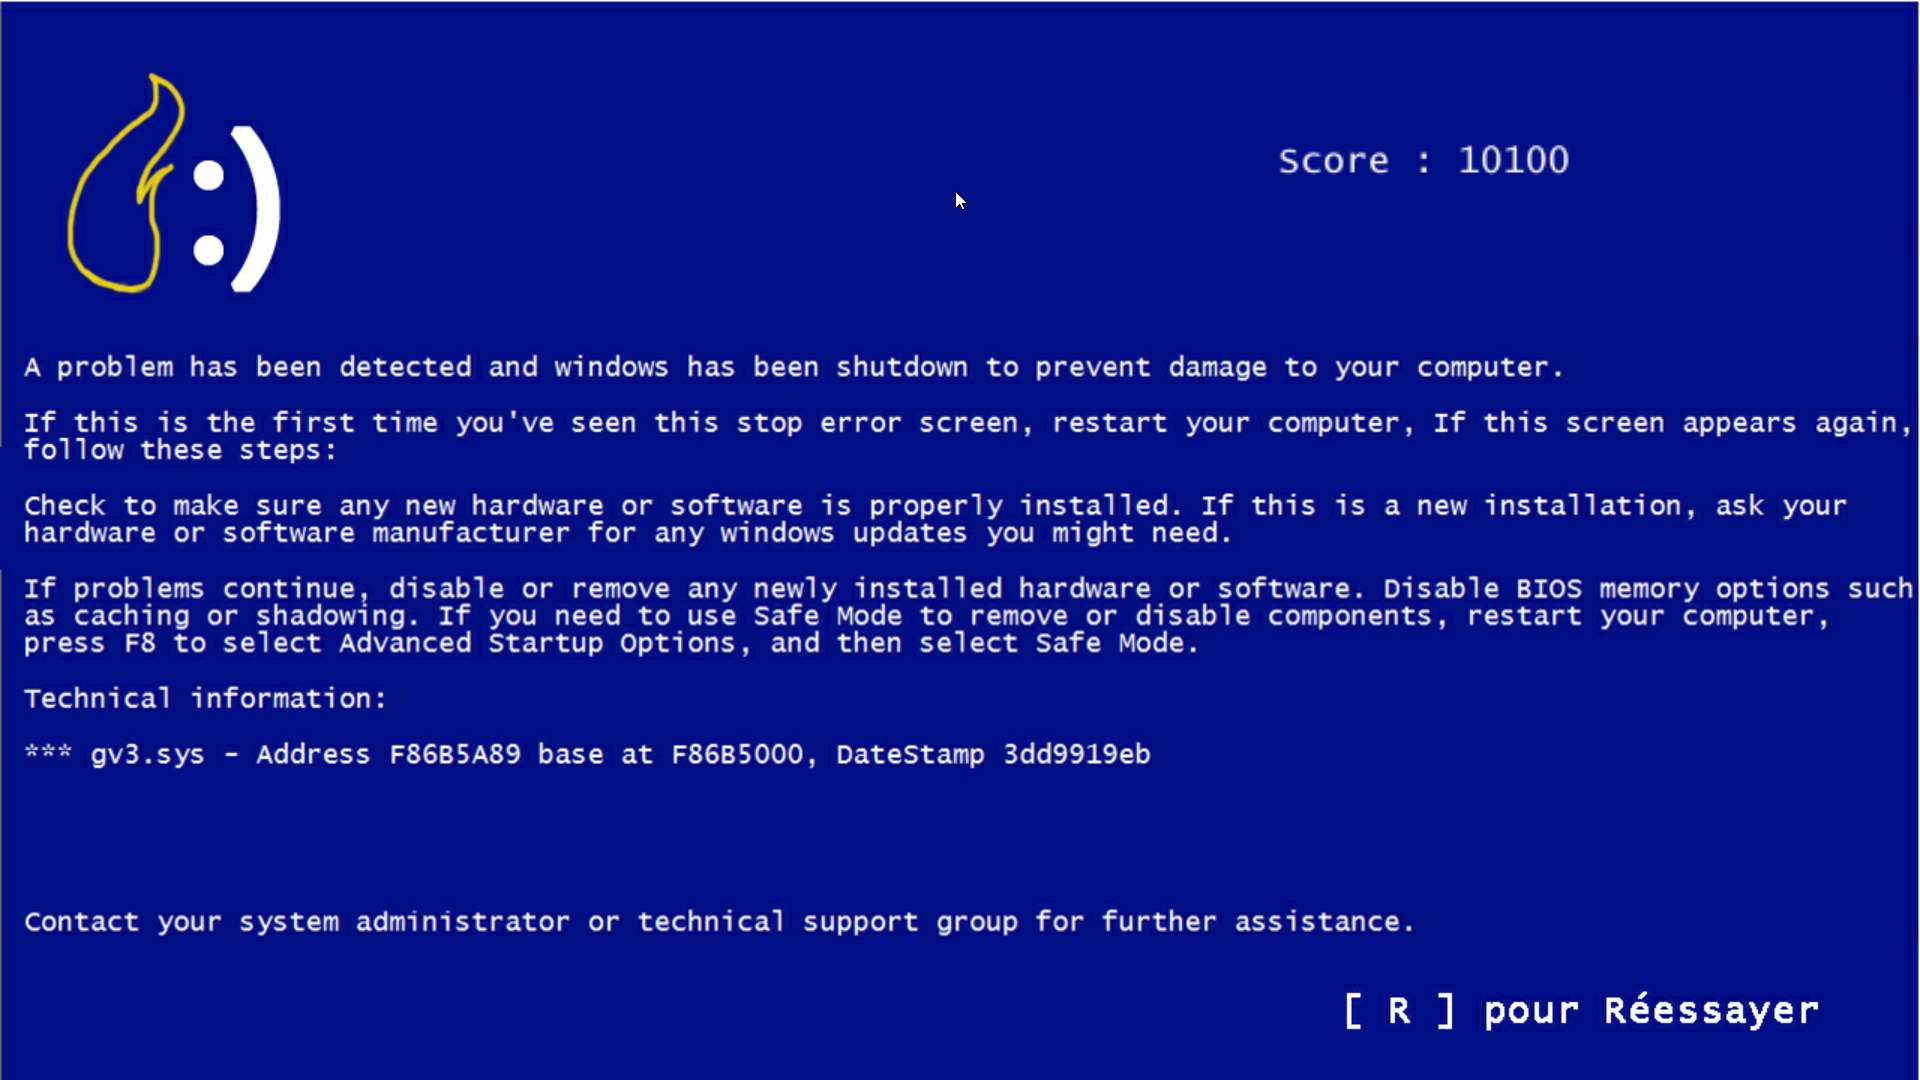 :)
Score : 10100
A problem has been detected and windows has been shutdown to prevent damage to your computer.
If this is the first time you've seen this stop error screen, restart your computer, If this screen appears again,
follow these steps:
Check to make sure any new hardware or software is properly installed. If this is a new installation, ask your
hardware or software manufacturer for any windows updates you might need.
If problems continue, disable or remove any newly installed hardware or software. Disable BIOS memory options such
as caching or shadowing. If you need to use Safe Mode to remove or disable components, restart your computer,
press F8 to select Advanced Startup Options, and then select Safe Mode.
Technical information:
*** gv3.sys - Address F86B5A89 base at F86B5000, DateStamp 3dd9919eb
Contact your system administrator or technical support group for further assistance.
[ R ] pour Réessayer